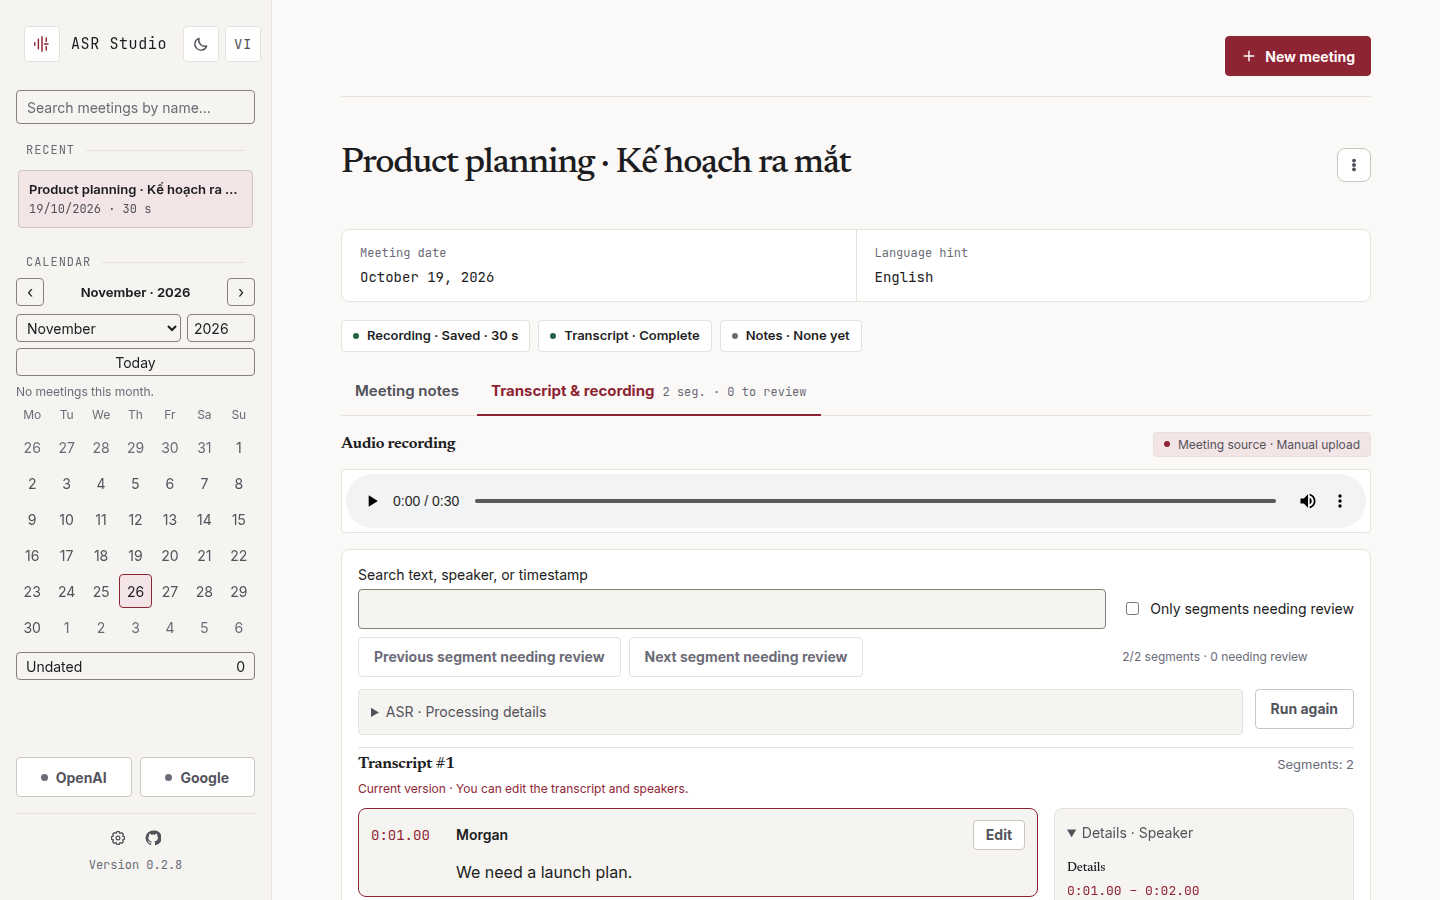 ASR Studio
VI
Search meetings by name...
RECENT
Product planning · Kế hoạch ra ...
19/10/2026 · 30 s
CALENDAR
‹ November · 2026 ›
November 2026
Today
No meetings this month.
Mo Tu We Th Fr Sa Su
26 27 28 29 30 31 1
2 3 4 5 6 7 8
9 10 11 12 13 14 15
16 17 18 19 20 21 22
23 24 25 26 27 28 29
30 1 2 3 4 5 6
Undated 0
OpenAI Google
Version 0.2.8
+ New meeting
Product planning · Kế hoạch ra mắt
Meeting date
October 19, 2026
Language hint
English
Recording · Saved · 30 s
Transcript · Complete
Notes · None yet
Meeting notes
Transcript & recording 2 seg. · 0 to review
Audio recording
Meeting source · Manual upload
0:00 / 0:30
Search text, speaker, or timestamp
Only segments needing review
Previous segment needing review
Next segment needing review
2/2 segments · 0 needing review
ASR · Processing details
Run again
Transcript #1
Segments: 2
Current version · You can edit the transcript and speakers.
0:01.00 Morgan
Edit
We need a launch plan.
Details · Speaker
Details
0:01.00 – 0:02.00